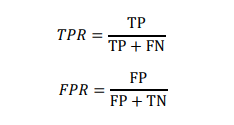 TPR = TP / TP + FN
FPR = FP / FP + TN